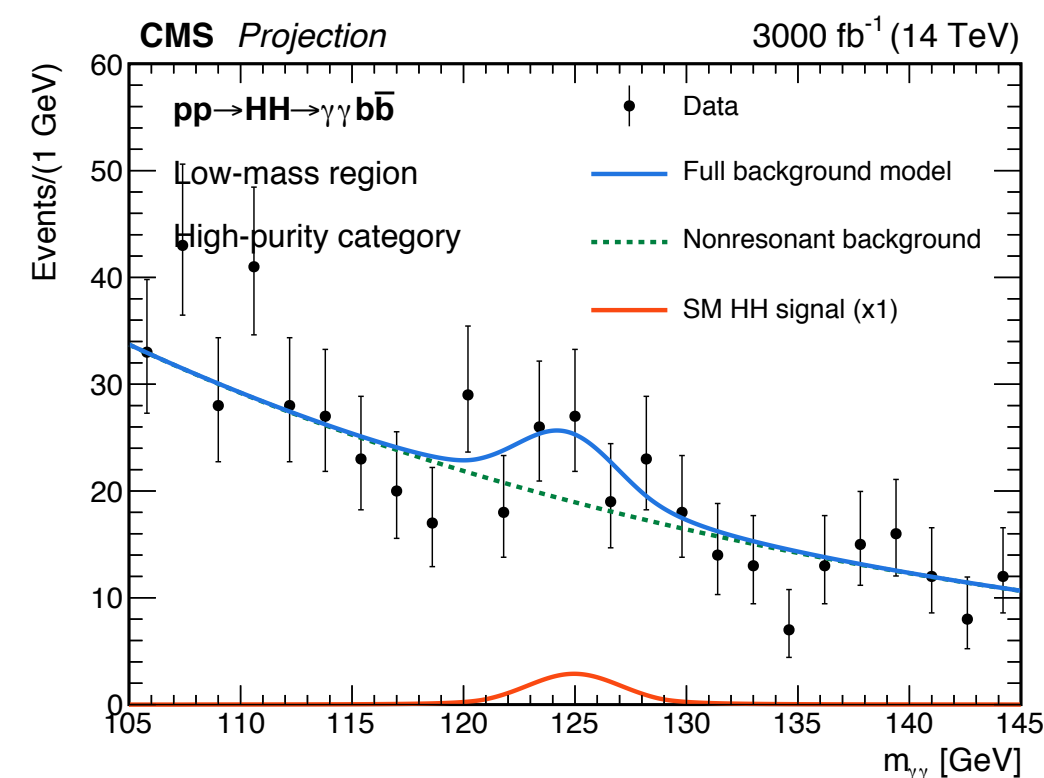 CMS Projection 3000 fb⁻¹ (14 TeV)
Events/(1 GeV)
60
50
40
30
20
10
0
pp→HH→γγbb̅
Low-mass region
High-purity category
Data
Full background model
Nonresonant background
SM HH signal (x1)
105 110 115 120 125 130 135 140 145
mγγ [GeV]